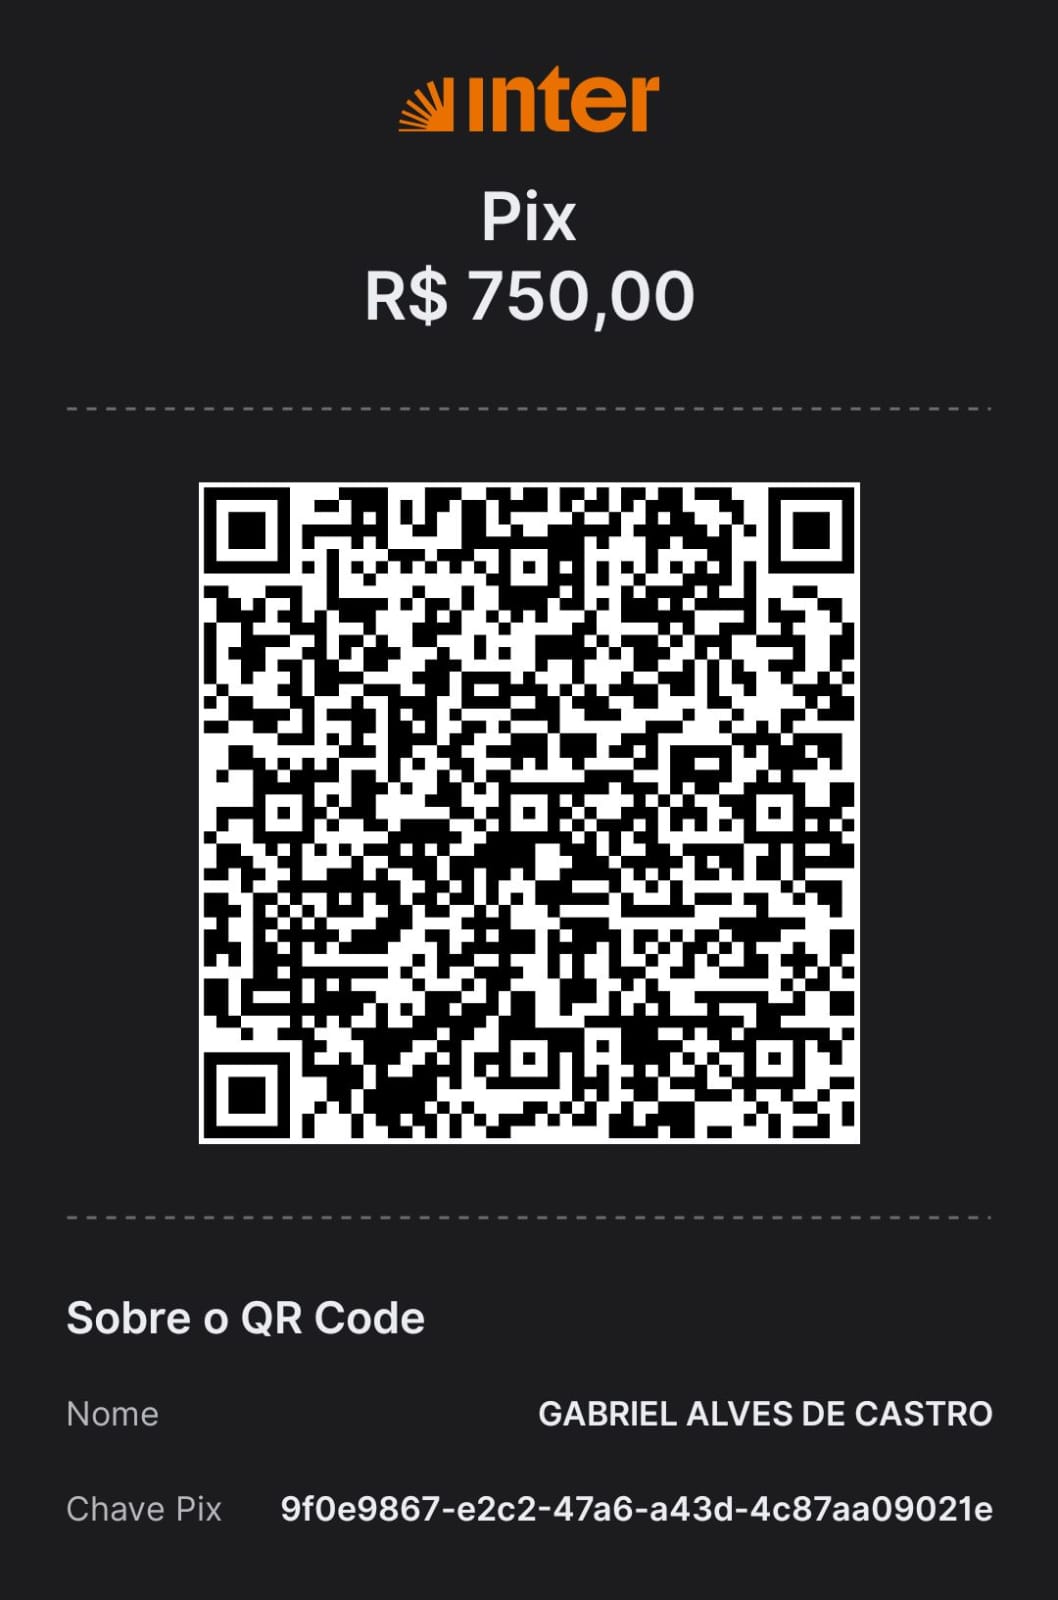 inter
Pix
R$ 750,00
Sobre o QR Code
Nome GABRIEL ALVES DE CASTRO
Chave Pix 9f0e9867-e2c2-47a6-a43d-4c87aa09021e